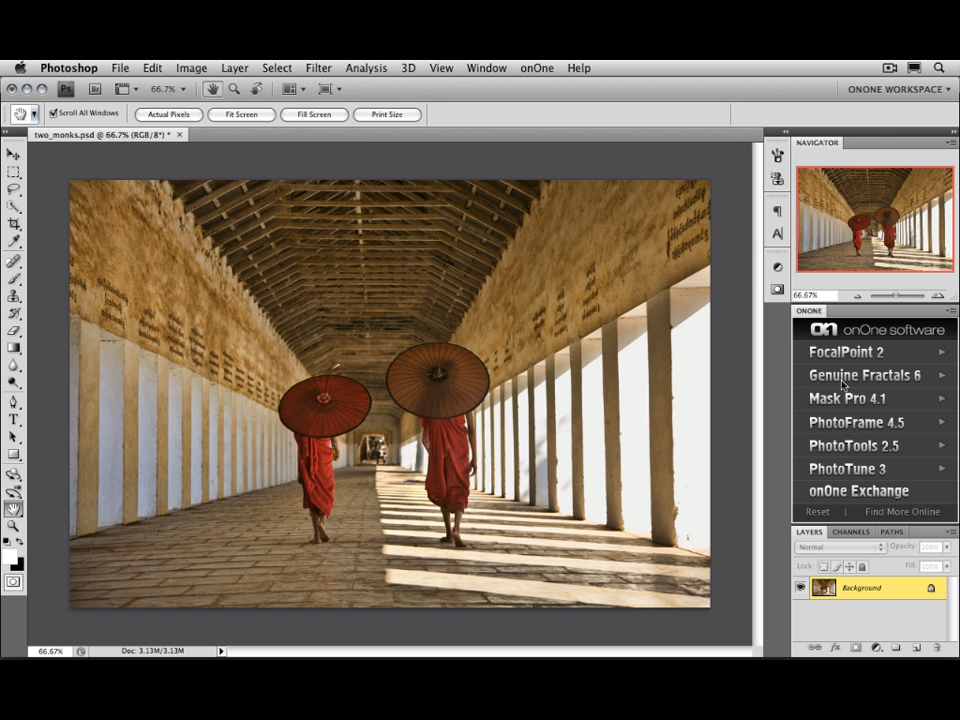 Photoshop File Edit Image Layer Select Filter Analysis 3D View Window onOne Help
Ps Br 66.7% ONONE WORKSPACE
Scroll All Windows Actual Pixels Fit Screen Fill Screen Print Size
two_monks.psd @ 66.7% (RGB/8*) *
NAVIGATOR
66.67%
ONONE
on onOne software
FocalPoint 2
Genuine Fractals 6
Mask Pro 4.1
PhotoFrame 4.5
PhotoTools 2.5
PhotoTune 3
onOne Exchange
Reset | Find More Online
LAYERS CHANNELS PATHS
Normal Opacity: 100%
Lock: Fill: 100%
Background
66.67% Doc: 3.13M/3.13M